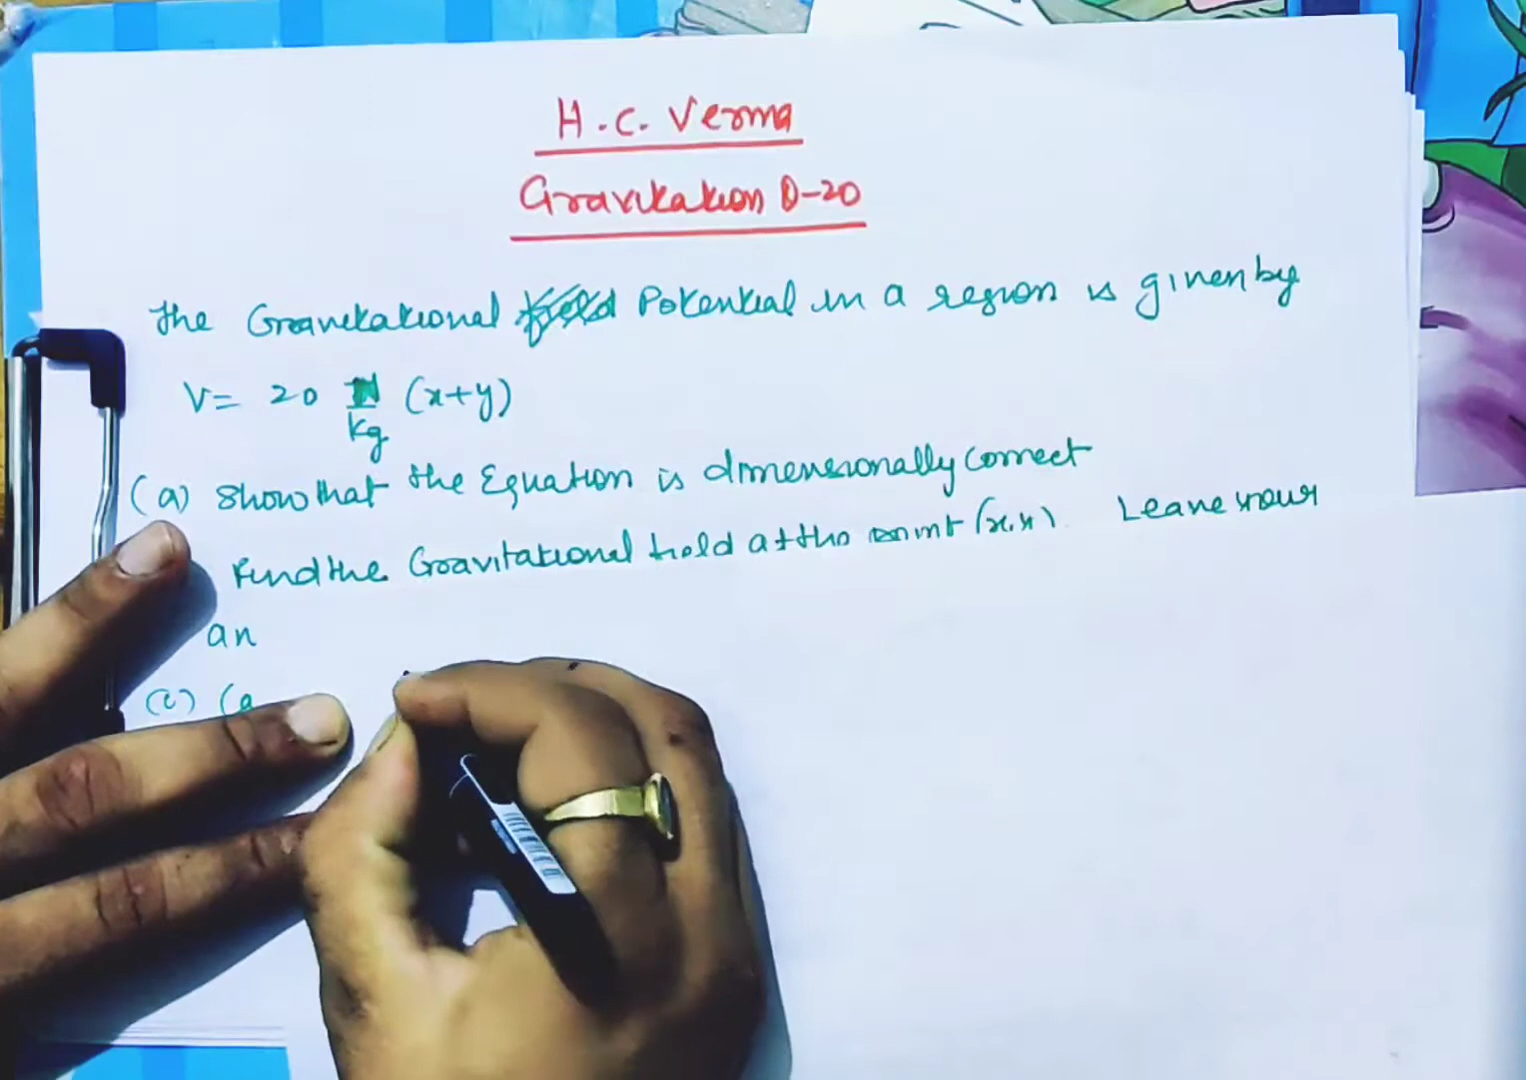 H.C. Verma
Gravitation Q-20
The Gravitational Potential in a region is given by
V = 20 N/kg (x+y)
(a) Show that the Equation is dimensionally correct
Find the Gravitational field at the point (x,y). Leave your
an
(c) (a